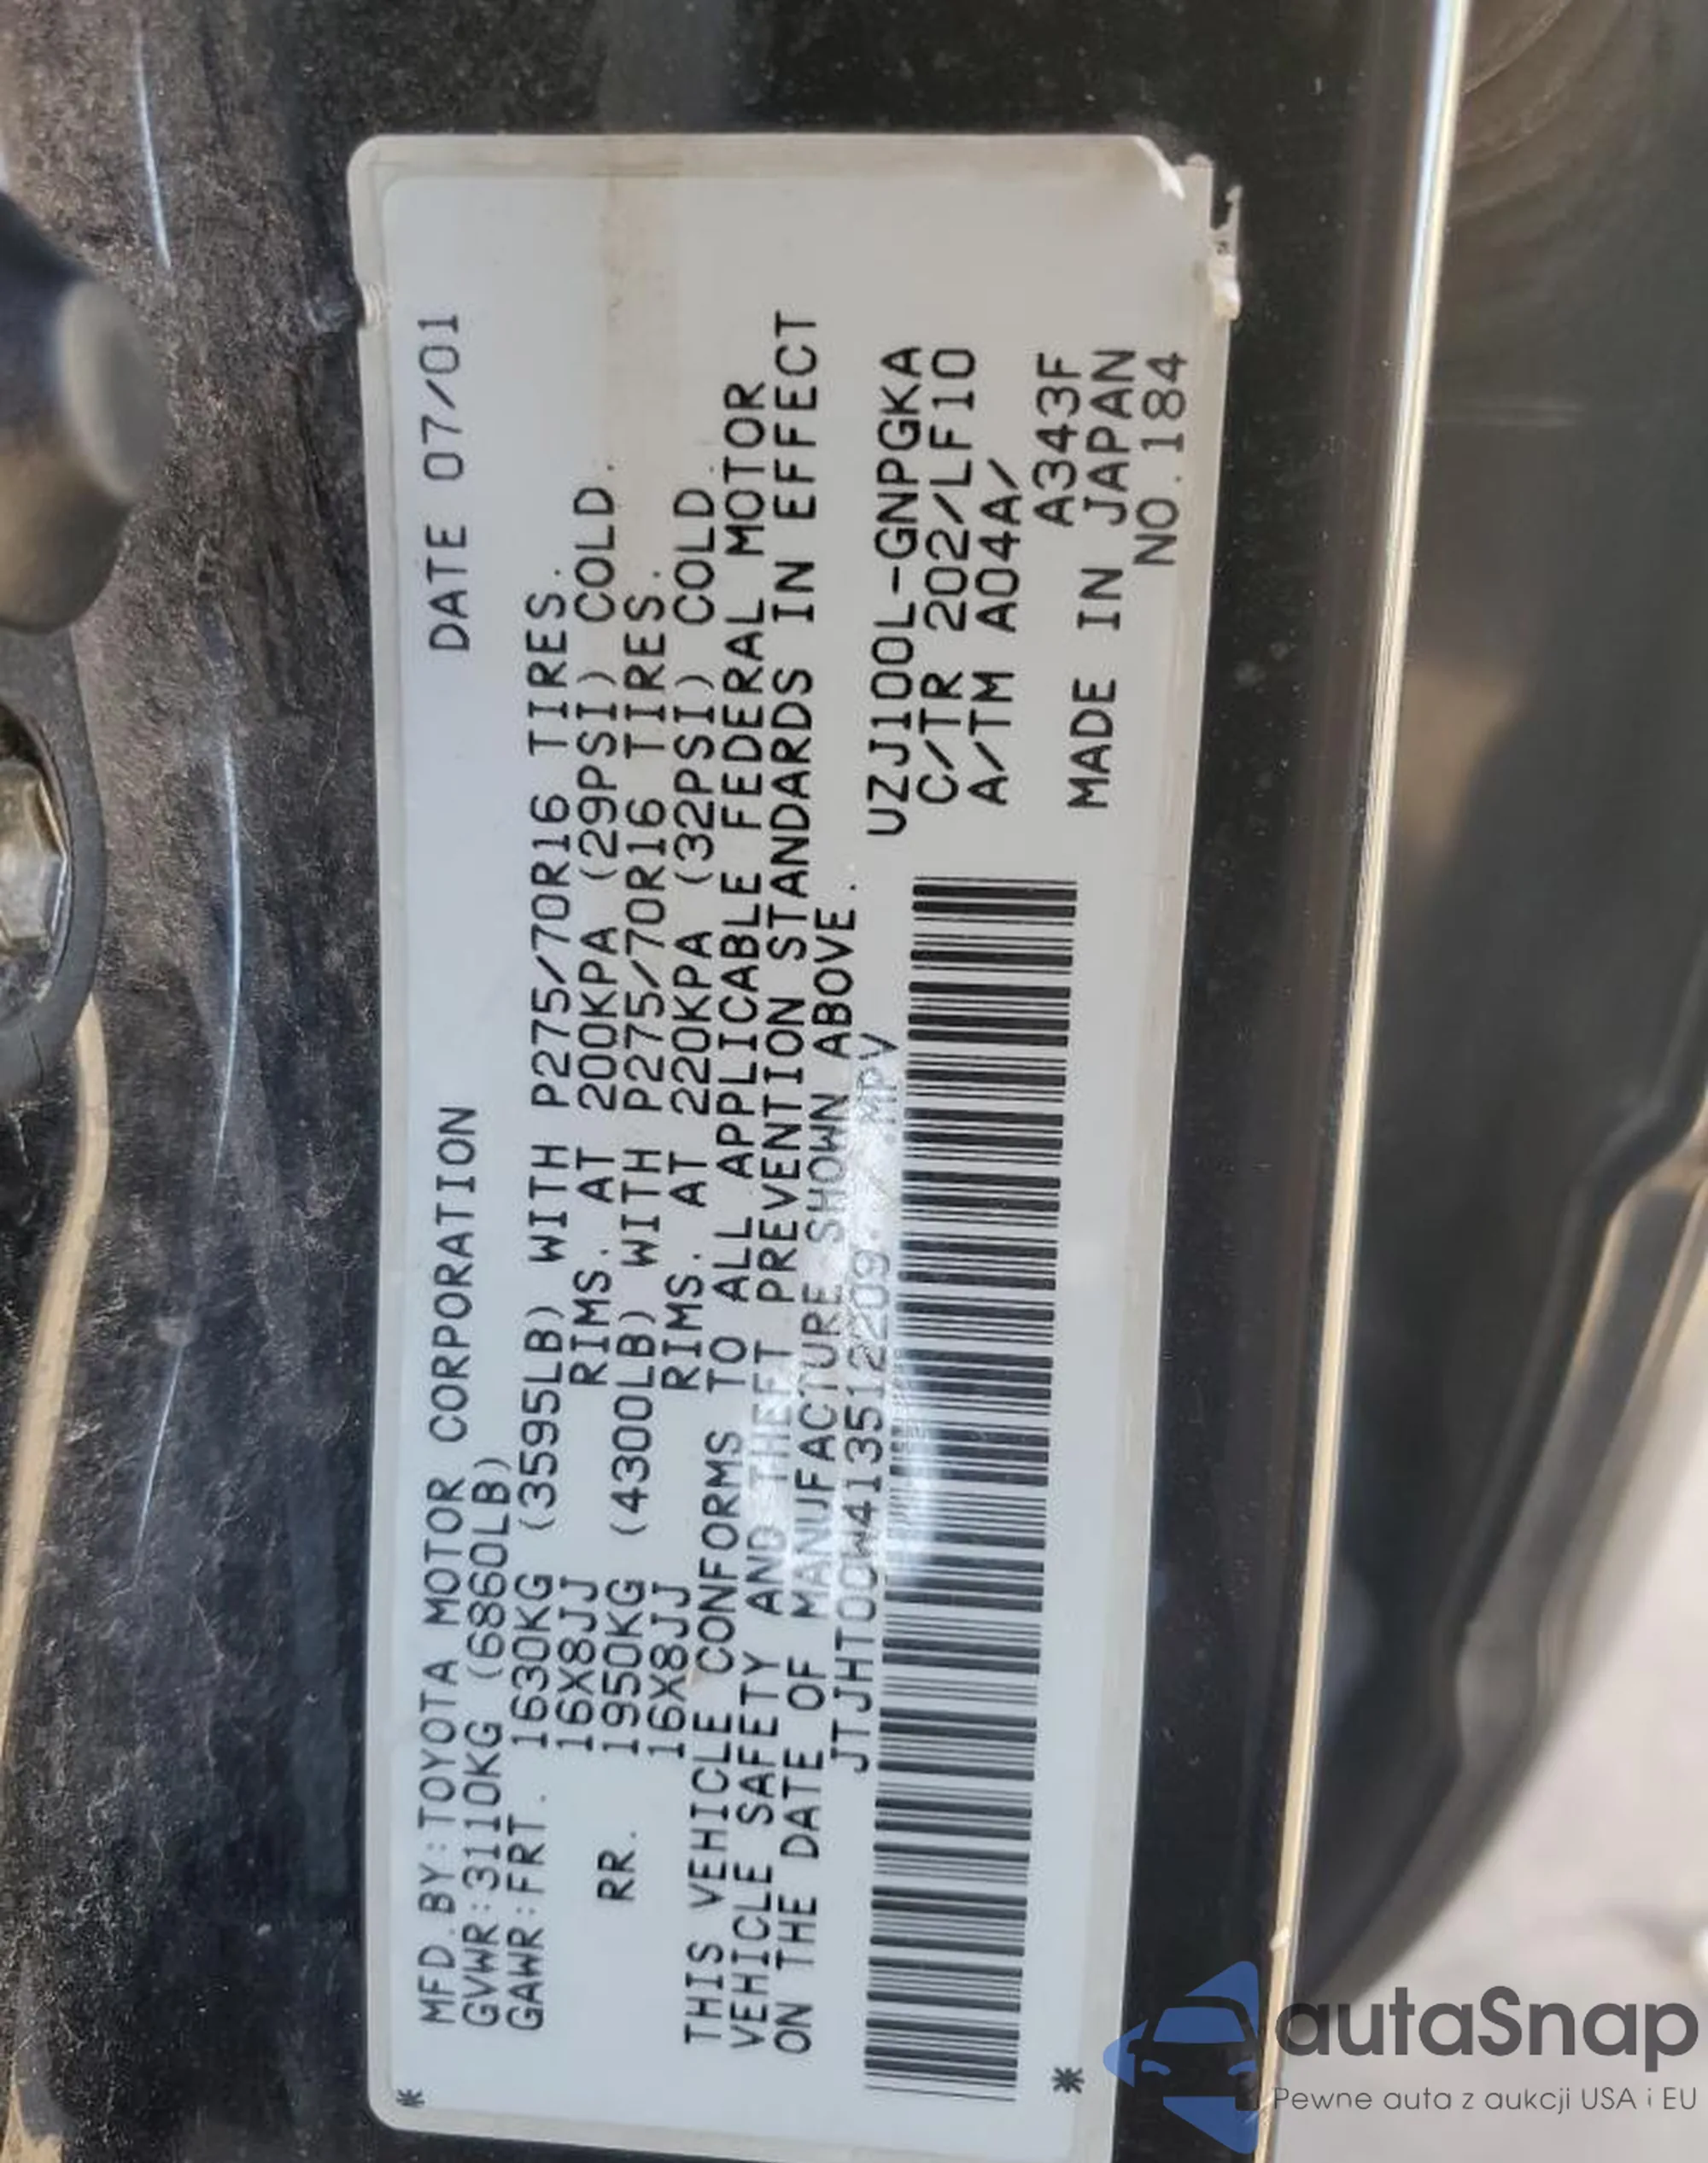 MFD.BY:TOYOTA MOTOR CORPORATION DATE 07/01
GVWR:3110KG (6860LB)
GAWR:FRT. 1630KG (3595LB) WITH P275/70R16 TIRES.
16X8JJ RIMS. AT 200KPA (29PSI) COLD.
RR. 1950KG (4300LB) WITH P275/70R16 TIRES.
16X8JJ RIMS. AT 220KPA (32PSI) COLD.
THIS VEHICLE CONFORMS TO ALL APPLICABLE FEDERAL MOTOR
VEHICLE SAFETY AND THEFT PREVENTION STANDARDS IN EFFECT
ON THE DATE OF MANUFACTURE SHOWN ABOVE.
JTJHT00W413512209 MPV
UZJ100L-GNPGKA
C/TR 202/LF10
A/TM A04A/
A343F
MADE IN JAPAN
NO.184
* *
autaSnap
Pewne auta z aukcji USA i EU